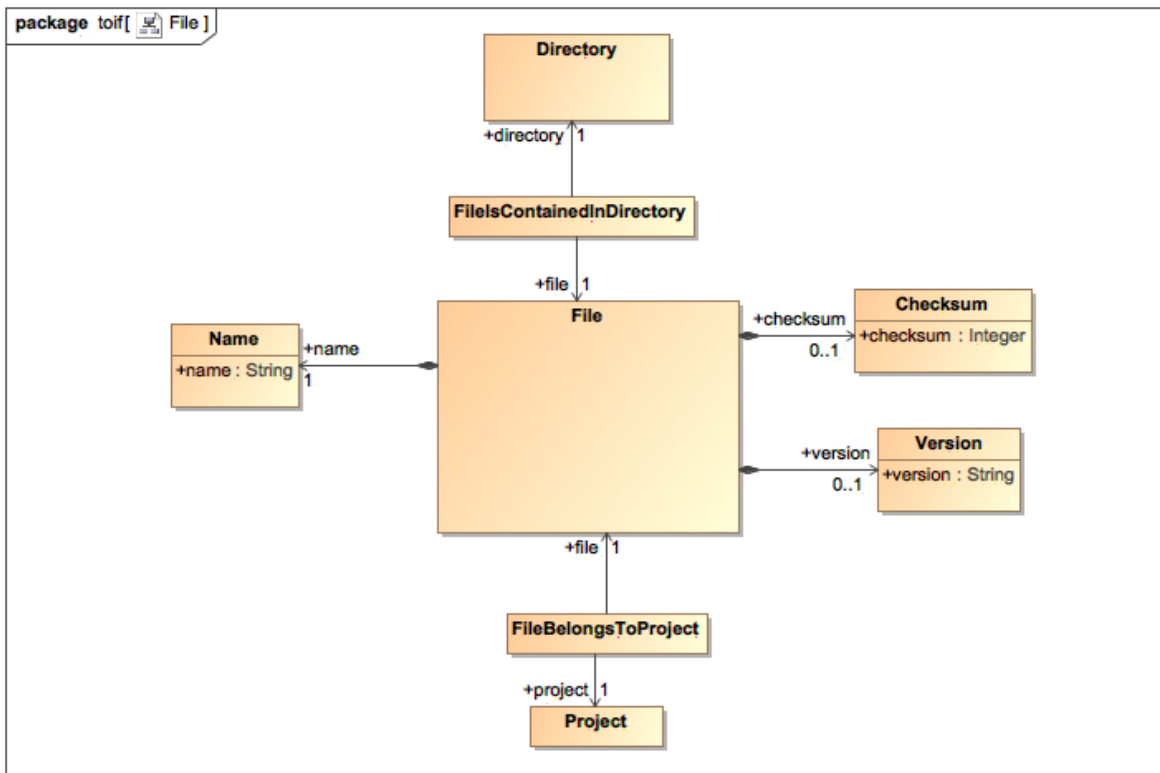 package toif[ File ]
Directory
+directory 1
FileIsContainedInDirectory
+file 1
File
Name
+name : String
+name
1
+checksum
0..1
Checksum
+checksum : Integer
+version
0..1
Version
+version : String
+file 1
FileBelongsToProject
+project 1
Project